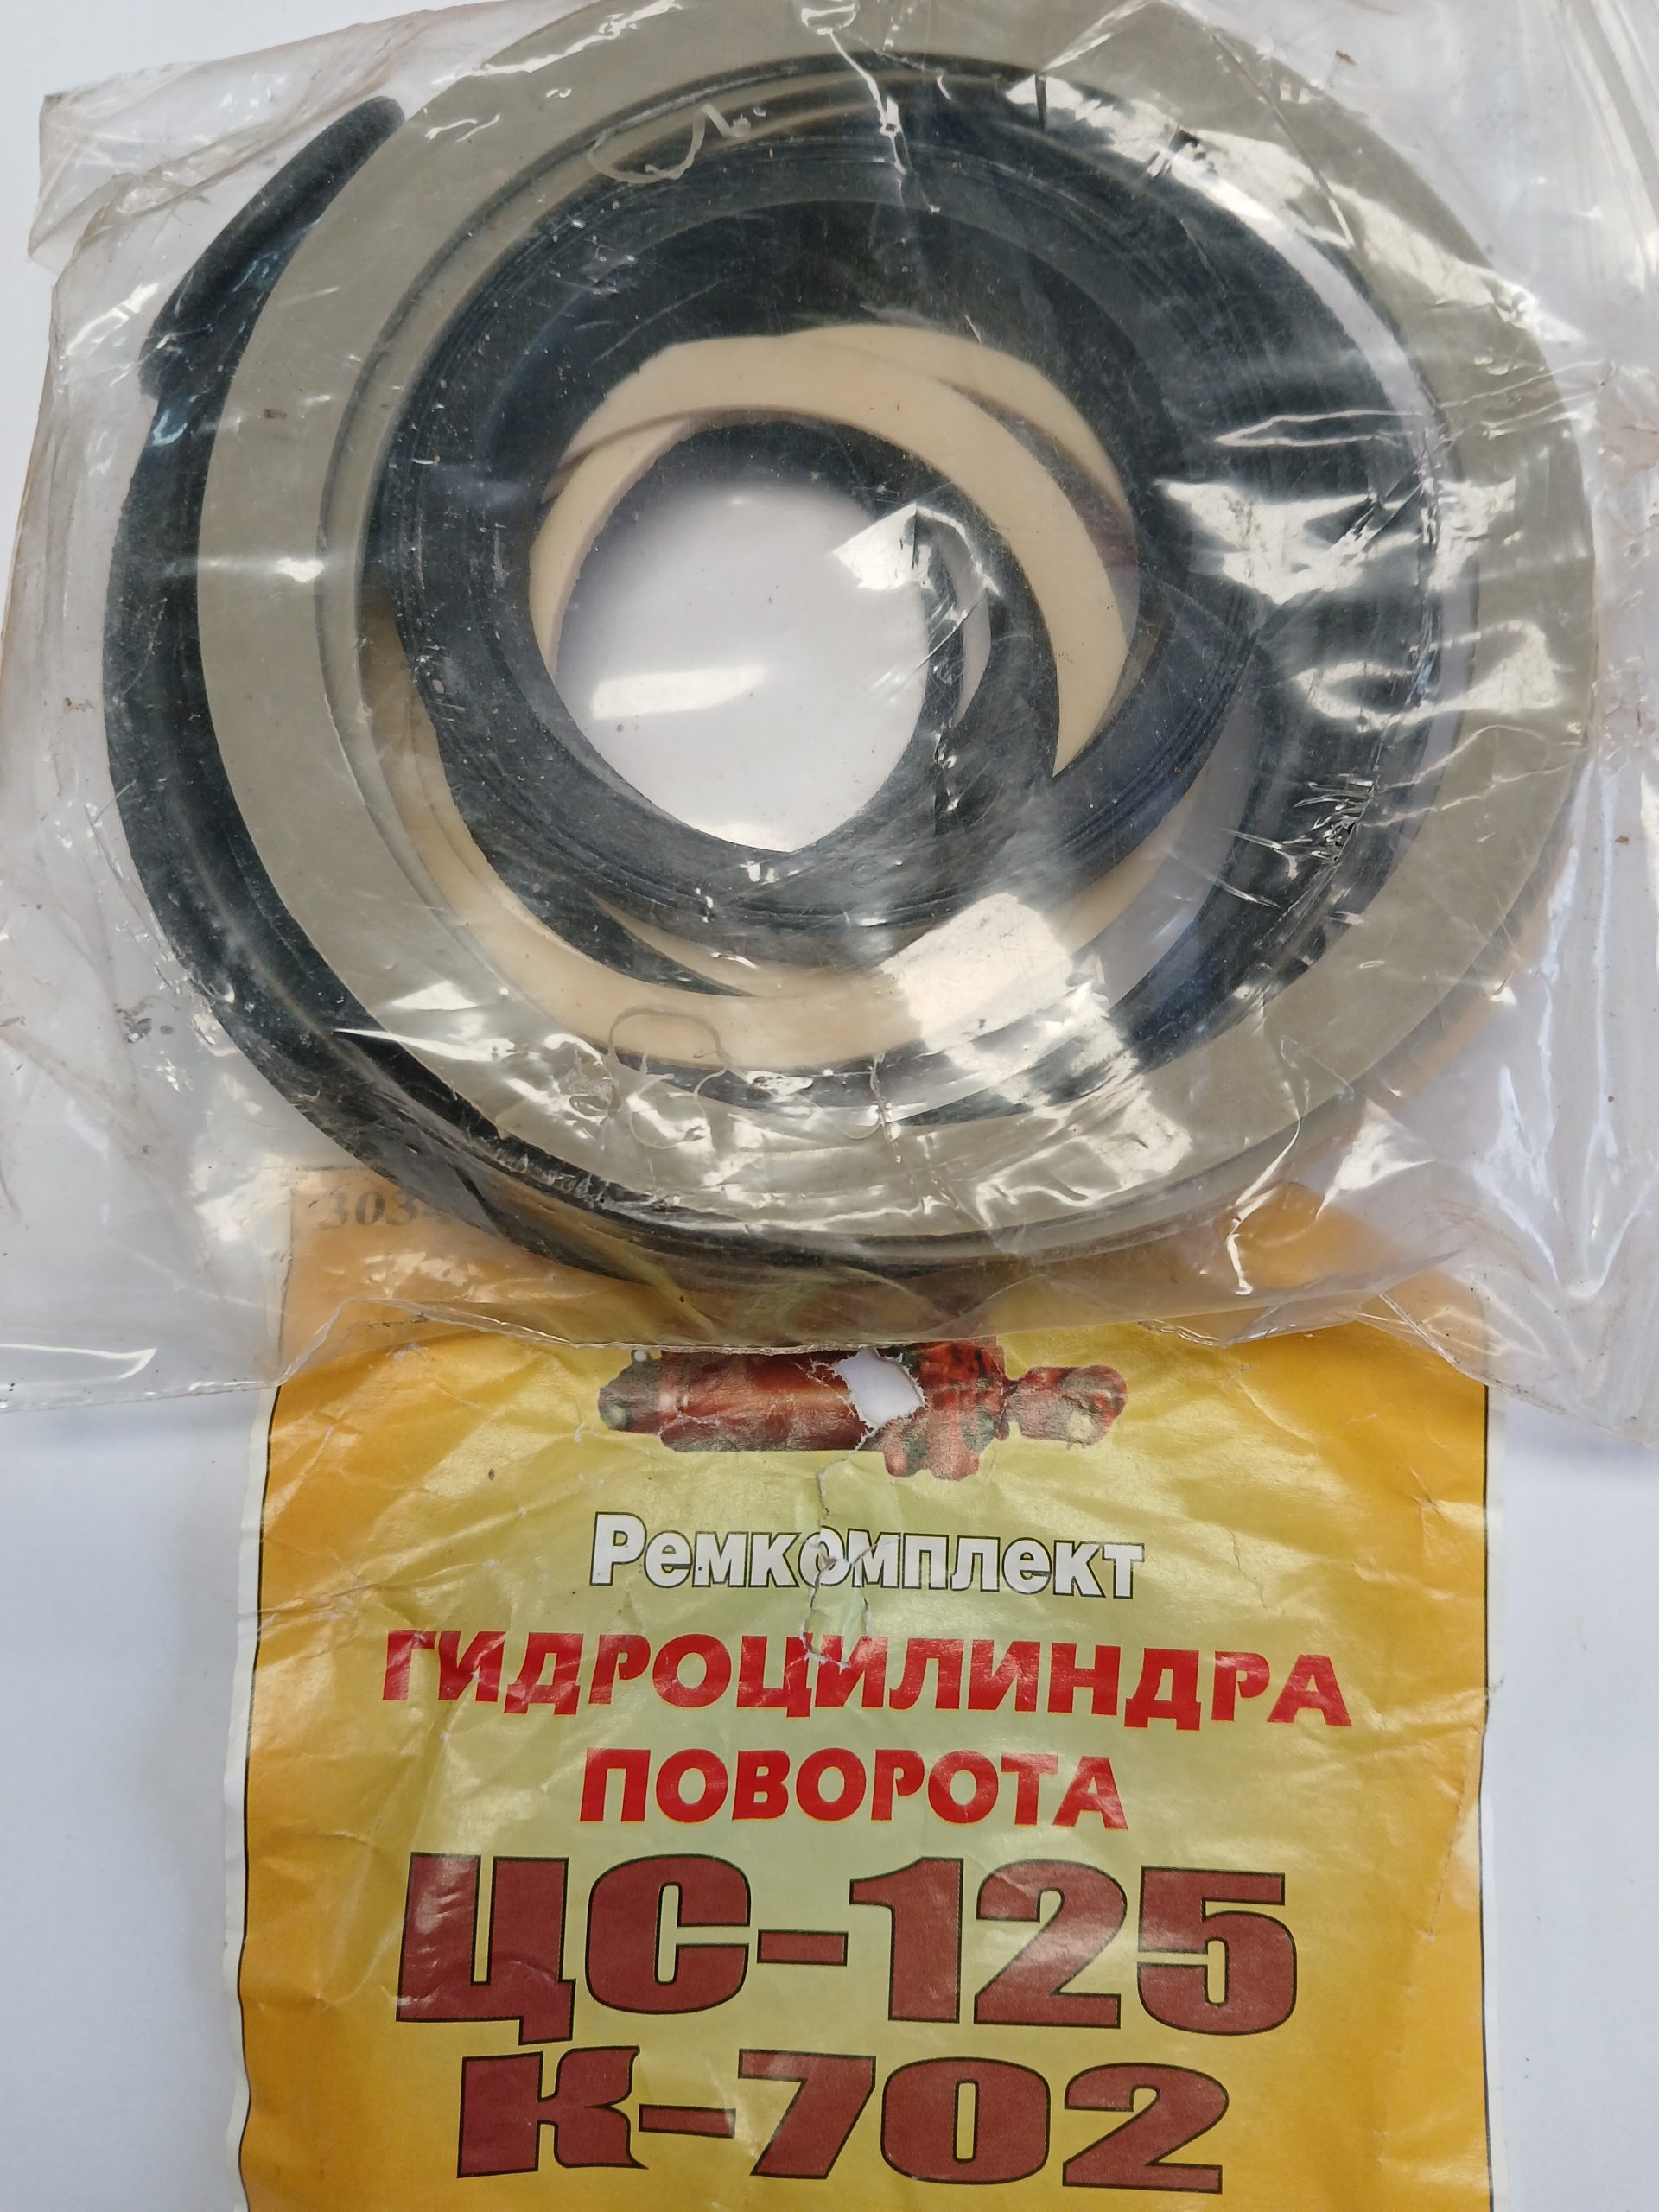 Ремкомплект
ГИДРОЦИЛИНДРА
ПОВОРОТА
ЦС-125
К-702